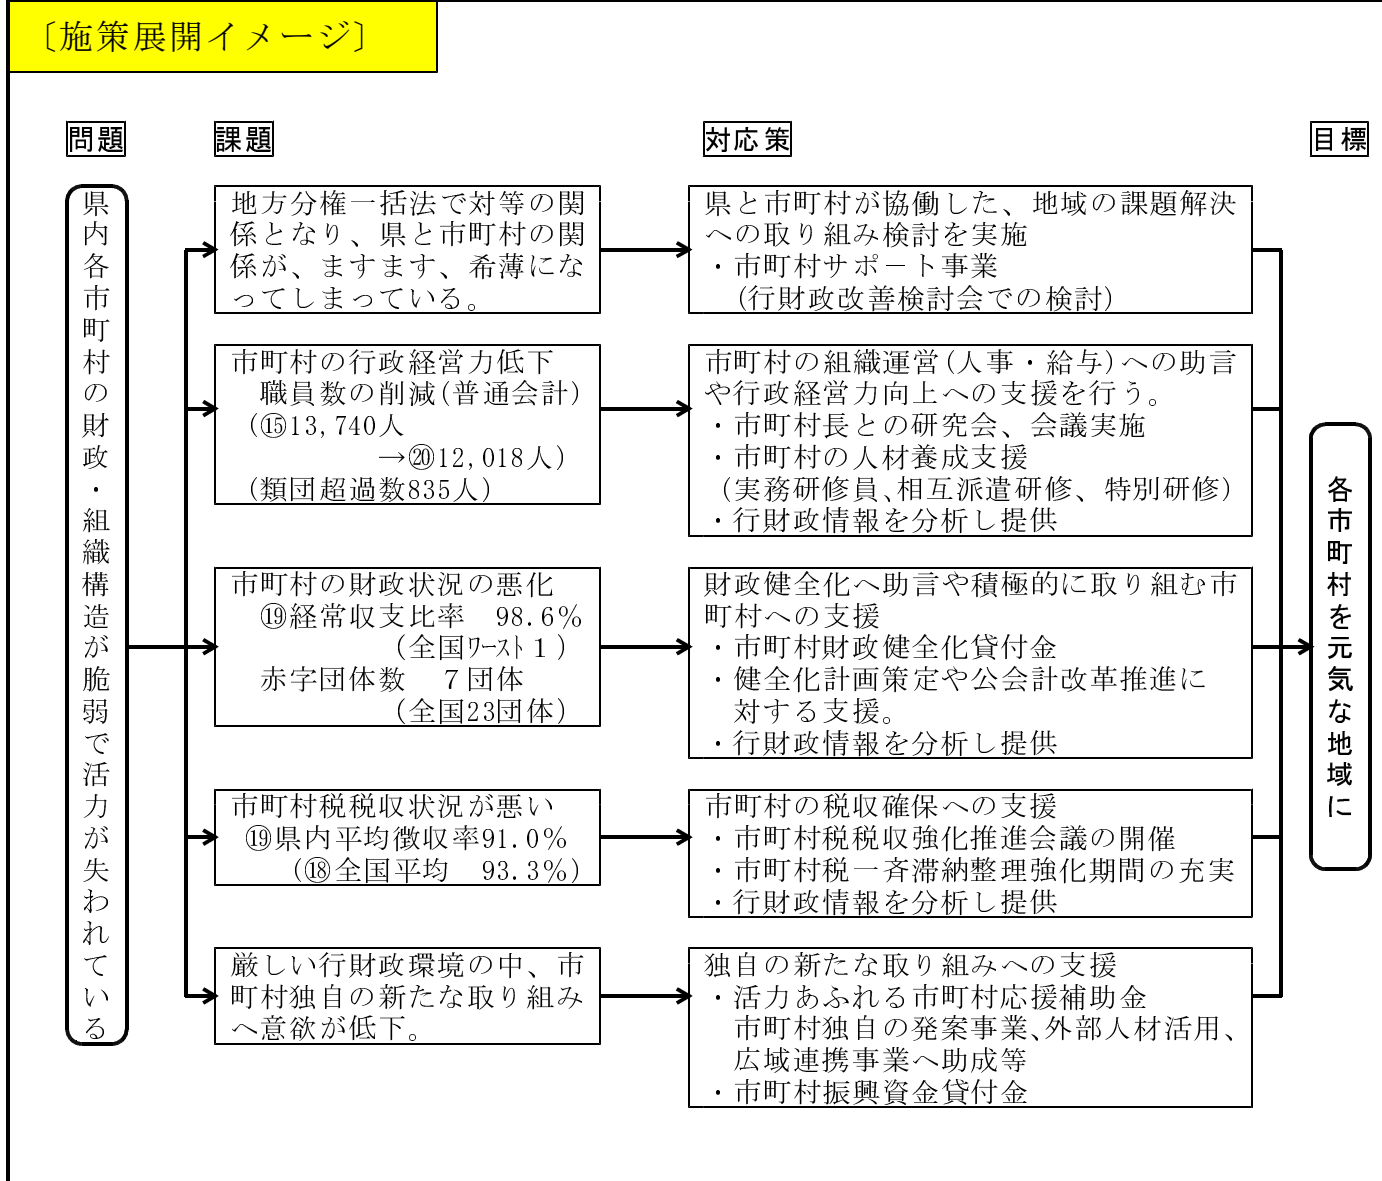 〔施策展開イメージ〕
問題
課題
対応策
目標
県内各市町村の財政・組織構造が脆弱で活力が失われている
地方分権一括法で対等の関
係となり、県と市町村の関
係が、ますます、希薄にな
ってしまっている。
県と市町村が協働した、地域の課題解決
への取り組み検討を実施
・市町村サポート事業
(行財政改善検討会での検討)
市町村の行政経営力低下
職員数の削減(普通会計)
(⑮13,740人
→⑳12,018人)
(類団超過数835人)
市町村の組織運営(人事・給与)への助言
や行政経営力向上への支援を行う。
・市町村長との研究会、会議実施
・市町村の人材養成支援
(実務研修員、相互派遣研修、特別研修)
・行財政情報を分析し提供
市町村の財政状況の悪化
⑲経常収支比率 98.6%
(全国ワースト1)
赤字団体数 7団体
(全国23団体)
財政健全化へ助言や積極的に取り組む市
町村への支援
・市町村財政健全化貸付金
・健全化計画策定や公会計改革推進に
対する支援。
・行財政情報を分析し提供
市町村税税収状況が悪い
⑲県内平均徴収率91.0%
(⑱全国平均 93.3%)
市町村の税収確保への支援
・市町村税税収強化推進会議の開催
・市町村税一斉滞納整理強化期間の充実
・行財政情報を分析し提供
厳しい行財政環境の中、市
町村独自の新たな取り組み
へ意欲が低下。
独自の新たな取り組みへの支援
・活力あふれる市町村応援補助金
市町村独自の発案事業、外部人材活用、
広域連携事業へ助成等
・市町村振興資金貸付金
各市町村を元気な地域に